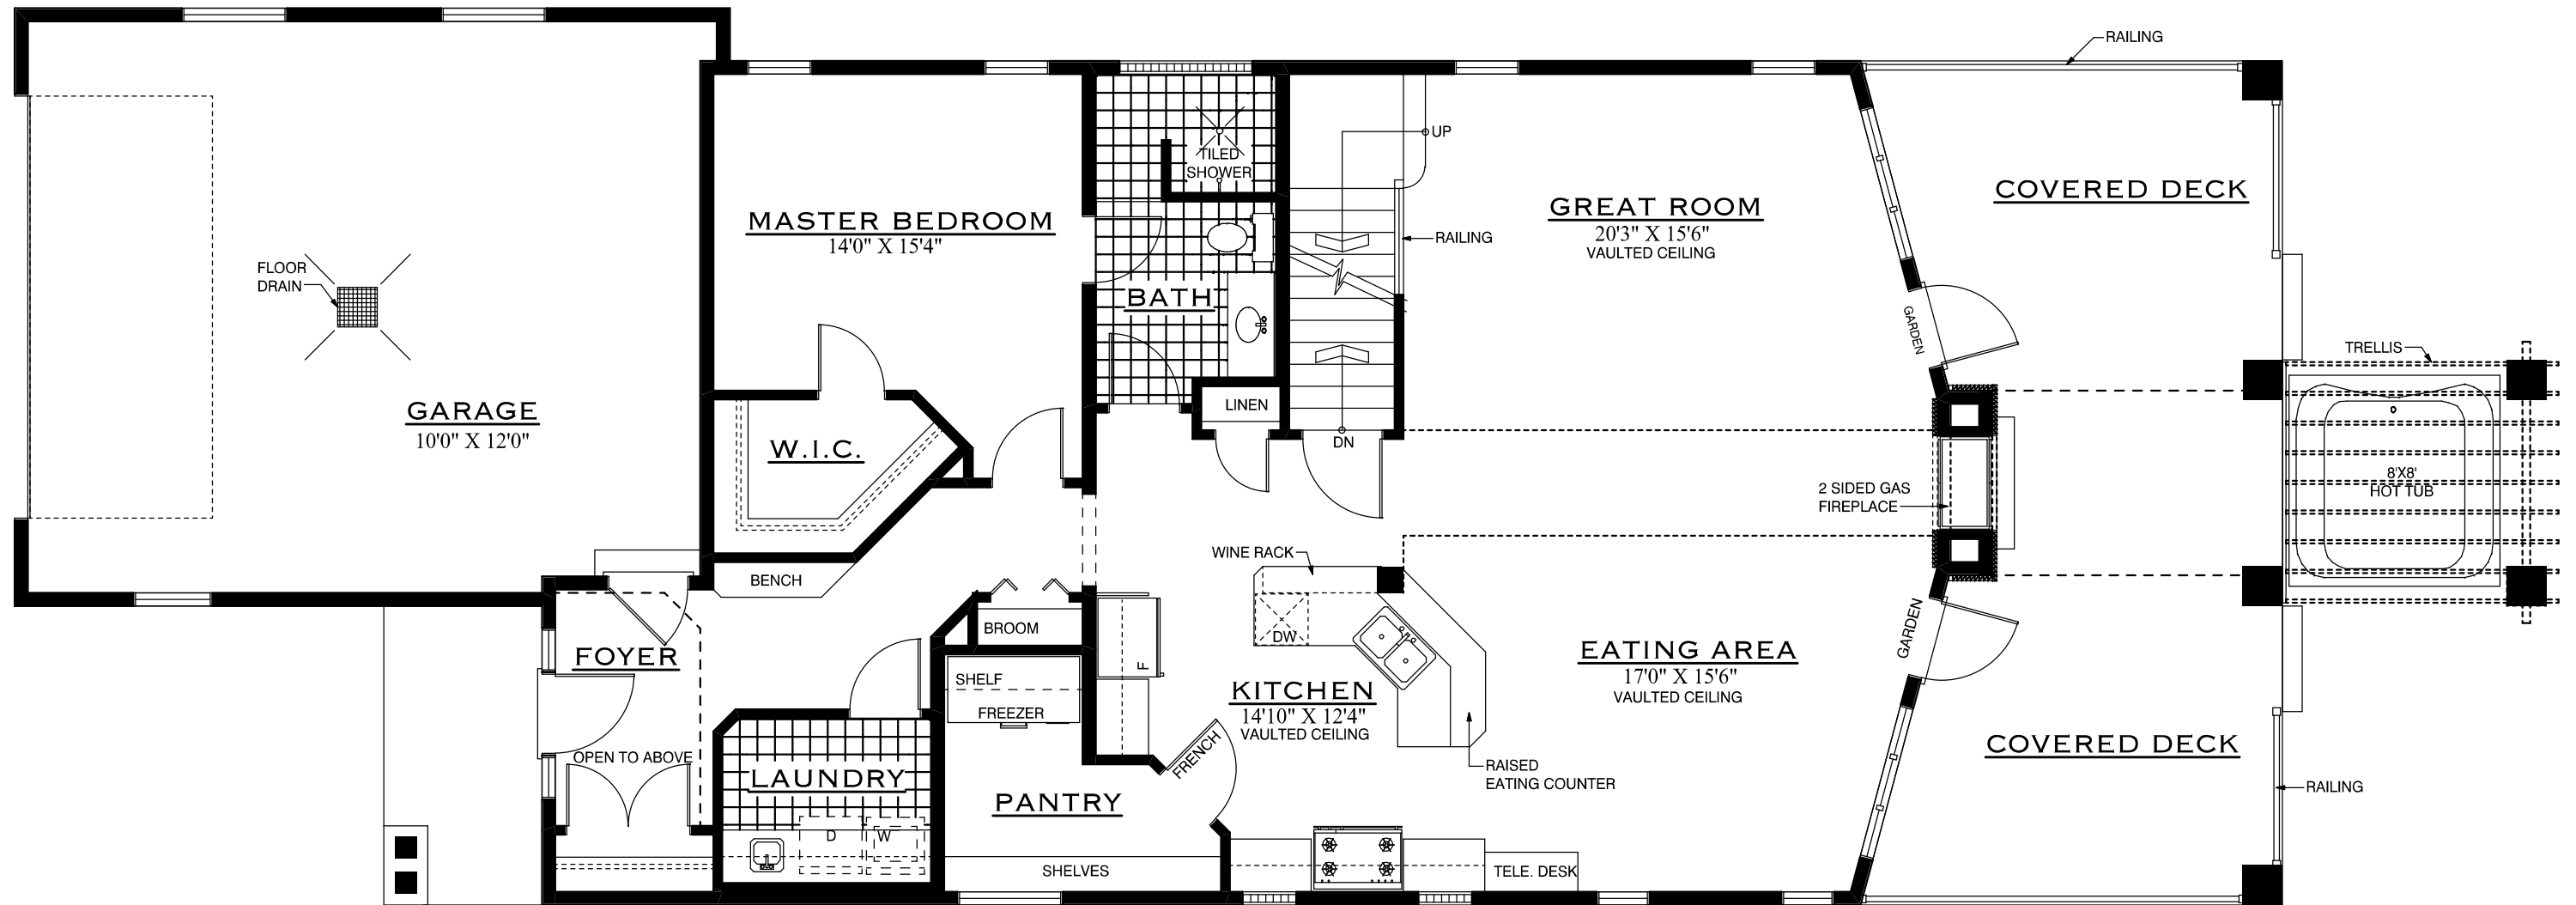 RAILING
TILED
SHOWER
UP
COVERED DECK
MASTER BEDROOM
14'0" X 15'4"
GREAT ROOM
20'3" X 15'6"
VAULTED CEILING
RAILING
FLOOR
DRAIN
BATH
GARDEN
TRELLIS
GARAGE
10'0" X 12'0"
LINEN
DN
W.I.C.
2 SIDED GAS
FIREPLACE
8'X8'
HOT TUB
WINE RACK
BENCH
BROOM
DW
FOYER
F
GARDEN
EATING AREA
17'0" X 15'6"
VAULTED CEILING
SHELF
FREEZER
KITCHEN
14'10" X 12'4"
VAULTED CEILING
FRENCH
COVERED DECK
OPEN TO ABOVE
LAUNDRY
RAISED
EATING COUNTER
RAILING
PANTRY
D
W
SHELVES
TELE. DESK